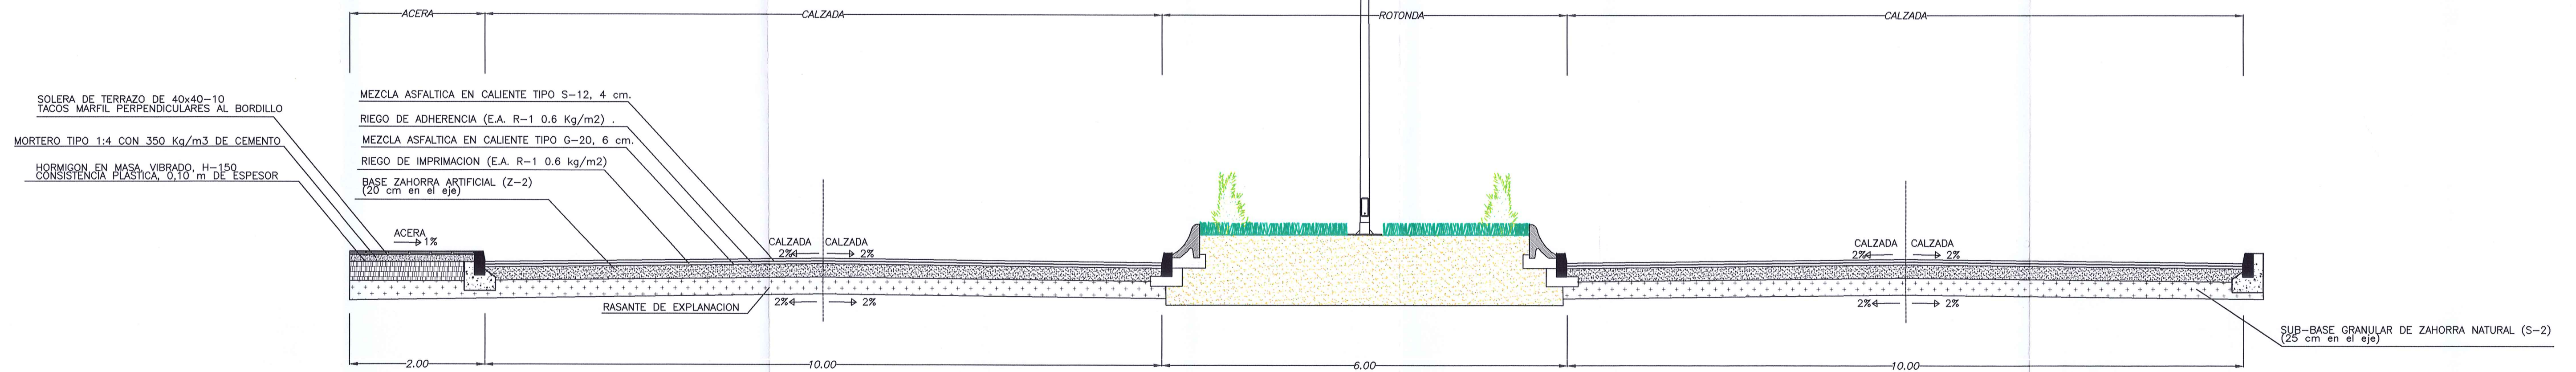 ACERA
CALZADA
ROTONDA
CALZADA
SOLERA DE TERRAZO DE 40x40-10
TACOS MARFIL PERPENDICULARES AL BORDILLO
MORTERO TIPO 1:4 CON 350 Kg/m3 DE CEMENTO
HORMIGON EN MASA, VIBRADO, H-150
CONSISTENCIA PLASTICA, 0,10 m DE ESPESOR
MEZCLA ASFALTICA EN CALIENTE TIPO S-12, 4 cm.
RIEGO DE ADHERENCIA (E.A. R-1 0.6 Kg/m2) .
MEZCLA ASFALTICA EN CALIENTE TIPO G-20, 6 cm.
RIEGO DE IMPRIMACION (E.A. R-1 0.6 kg/m2)
BASE ZAHORRA ARTIFICIAL (Z-2)
(20 cm en el eje)
ACERA
1%
CALZADA CALZADA
2% 2%
CALZADA CALZADA
2% 2%
2% 2%
RASANTE DE EXPLANACION
2% 2%
SUB-BASE GRANULAR DE ZAHORRA NATURAL (S-2)
(25 cm en el eje)
2.00
10.00
6.00
10.00